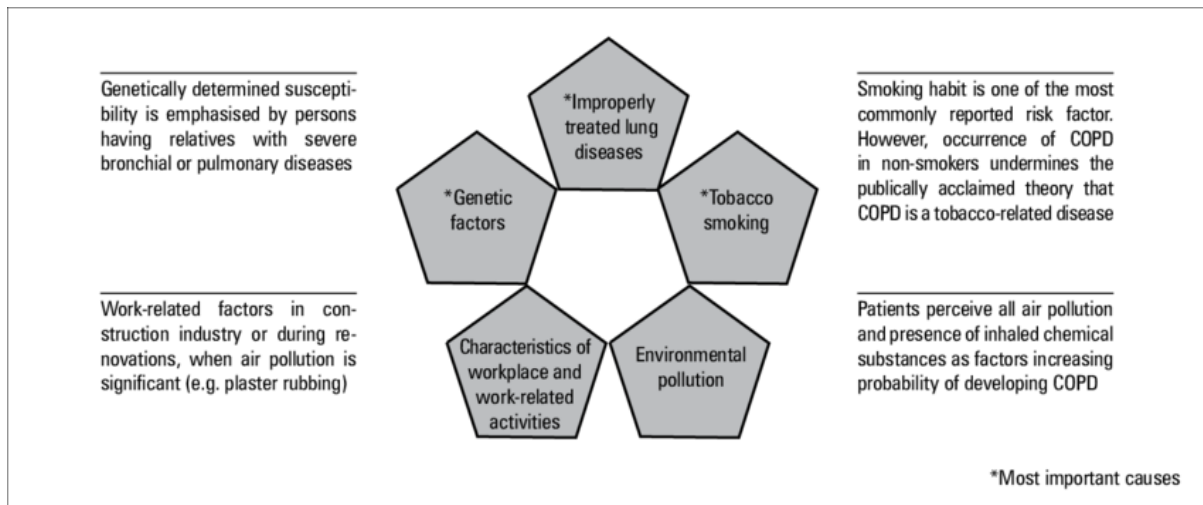 Genetically determined suscepti-
bility is emphasised by persons
having relatives with severe
bronchial or pulmonary diseases
*Improperly
treated lung
diseases
Smoking habit is one of the most
commonly reported risk factor.
However, occurrence of COPD
in non-smokers undermines the
publically acclaimed theory that
COPD is a tobacco-related disease
*Genetic
factors
*Tobacco
smoking
Work-related factors in con-
struction industry or during re-
novations, when air pollution is
significant (e.g. plaster rubbing)
Characteristics of
workplace and
work-related
activities
Environmental
pollution
Patients perceive all air pollution
and presence of inhaled chemical
substances as factors increasing
probability of developing COPD
*Most important causes